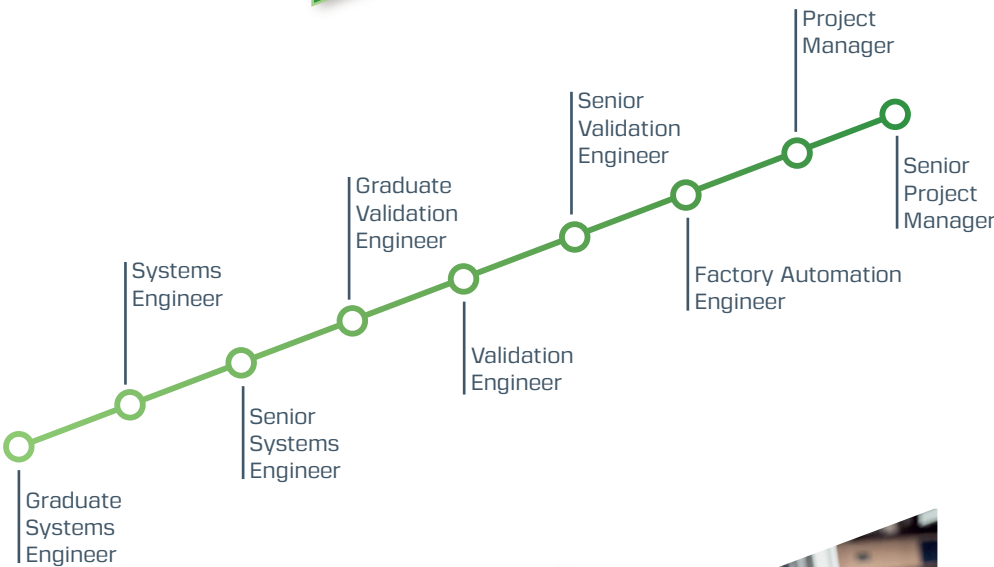 Graduate
Systems
Engineer
Systems
Engineer
Senior
Systems
Engineer
Graduate
Validation
Engineer
Validation
Engineer
Senior
Validation
Engineer
Factory Automation
Engineer
Project
Manager
Senior
Project
Manager